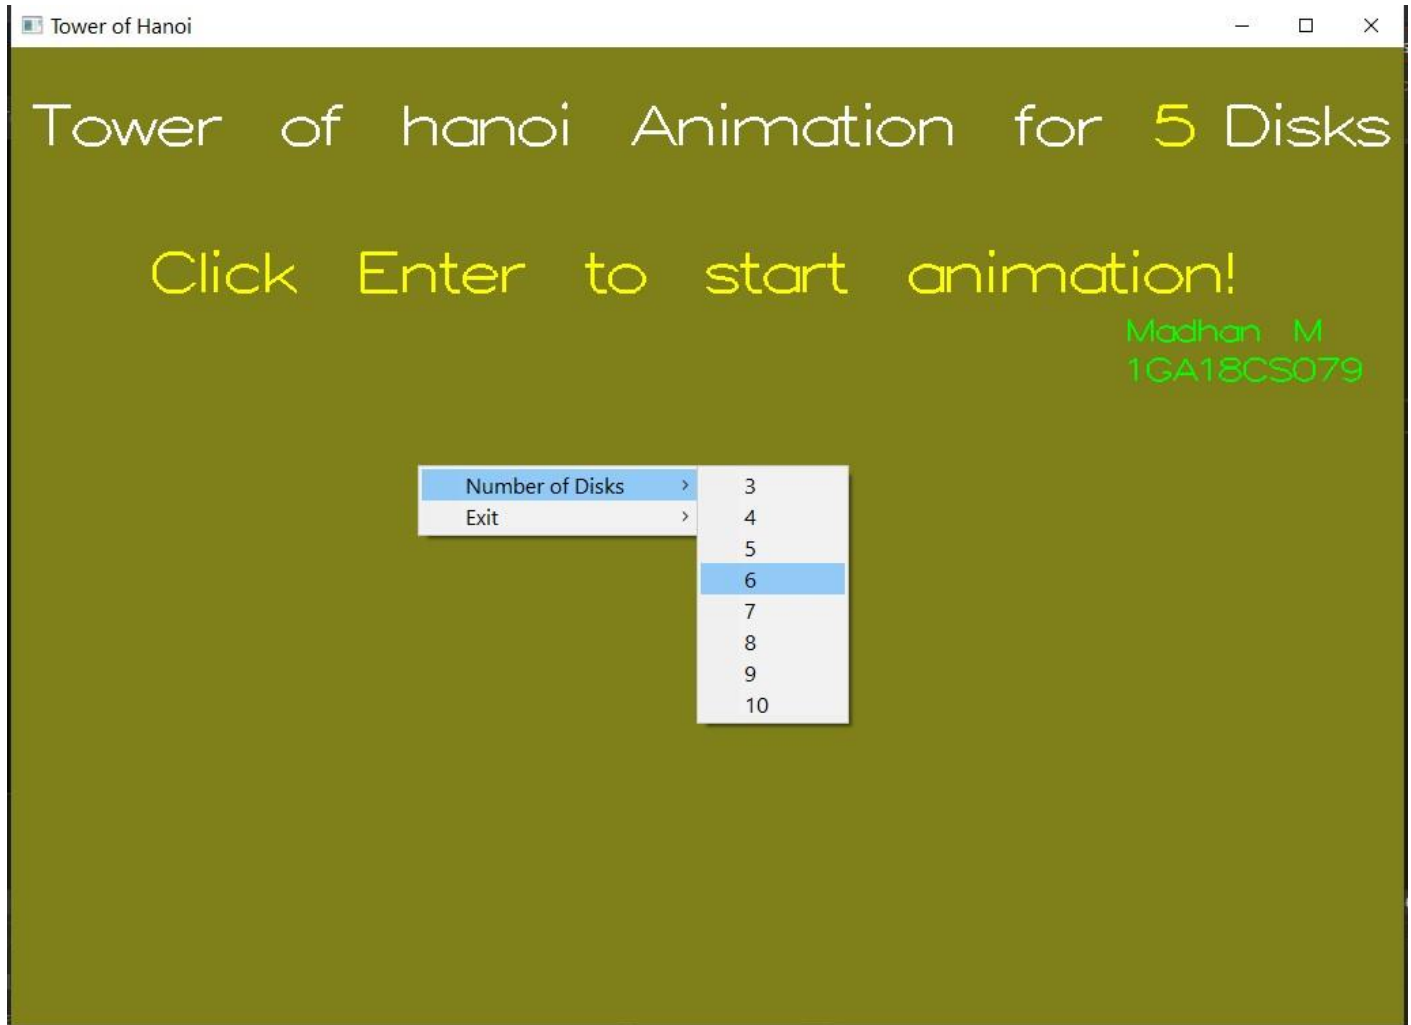 Tower of Hanoi
Tower of hanoi Animation for 5 Disks
Click Enter to start animation!
Madhan M
1GA18CS079
Number of Disks
Exit
3
4
5
6
7
8
9
10